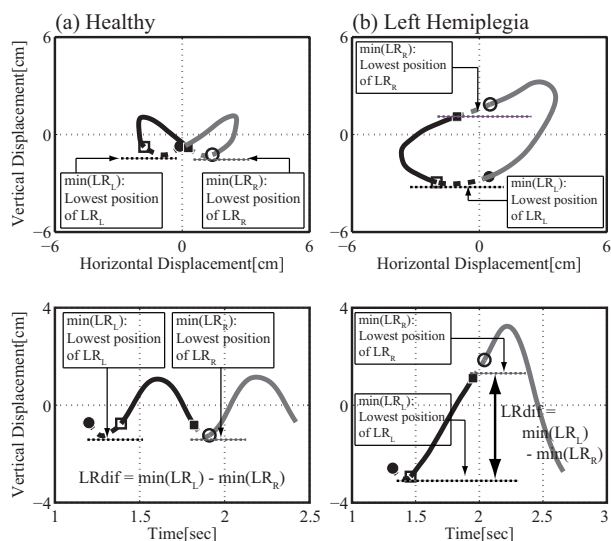 (a) Healthy
(b) Left Hemiplegia
Vertical Displacement[cm]
6
0
−6
−6
0
6
Horizontal Displacement[cm]
min(LR_L):
Lowest position
of LR_L
min(LR_R):
Lowest position
of LR_R
6
0
−6
−6
0
6
Horizontal Displacement[cm]
min(LR_R):
Lowest position
of LR_R
min(LR_L):
Lowest position
of LR_L
Vertical Displacement[cm]
4
0
−4
1
1.5
2
2.5
Time[sec]
min(LR_L):
Lowest position
of LR_L
min(LR_R):
Lowest position
of LR_R
LRdif = min(LR_L) - min(LR_R)
4
0
−4
1
1.5
2
2.5
3
Time[sec]
min(LR_R):
Lowest position
of LR_R
min(LR_L):
Lowest position
of LR_L
LRdif =
min(LR_L)
- min(LR_R)